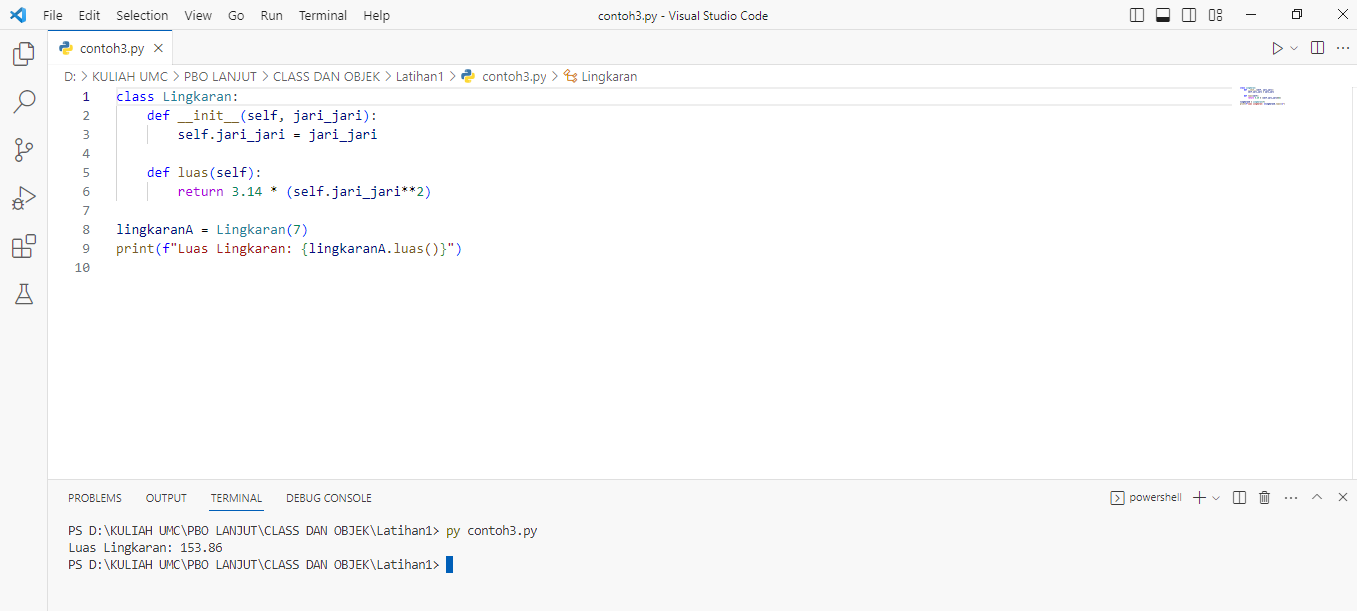 File Edit Selection View Go Run Terminal Help
contoh3.py - Visual Studio Code
contoh3.py
D: > KULIAH UMC > PBO LANJUT > CLASS DAN OBJEK > Latihan1 > contoh3.py > Lingkaran
1 class Lingkaran:
2     def __init__(self, jari_jari):
3         self.jari_jari = jari_jari
4
5     def luas(self):
6         return 3.14 * (self.jari_jari**2)
7
8 lingkaranA = Lingkaran(7)
9 print(f"Luas Lingkaran: {lingkaranA.luas()}")
10
PROBLEMS OUTPUT TERMINAL DEBUG CONSOLE
powershell
PS D:\KULIAH UMC\PBO LANJUT\CLASS DAN OBJEK\Latihan1> py contoh3.py
Luas Lingkaran: 153.86
PS D:\KULIAH UMC\PBO LANJUT\CLASS DAN OBJEK\Latihan1>